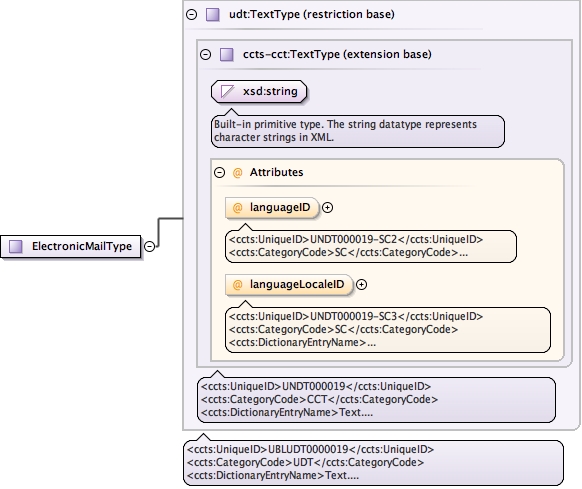 udt:TextType (restriction base)
ccts-cct:TextType (extension base)
xsd:string
Built-in primitive type. The string datatype represents
character strings in XML.
@ Attributes
@ languageID
<ccts:UniqueID>UNDT000019-SC2</ccts:UniqueID>
<ccts:CategoryCode>SC</ccts:CategoryCode>...
ElectronicMailType
@ languageLocaleID
<ccts:UniqueID>UNDT000019-SC3</ccts:UniqueID>
<ccts:CategoryCode>SC</ccts:CategoryCode>
<ccts:DictionaryEntryName>...
<ccts:UniqueID>UNDT000019</ccts:UniqueID>
<ccts:CategoryCode>CCT</ccts:CategoryCode>
<ccts:DictionaryEntryName>Text....
<ccts:UniqueID>UBLUDT0000019</ccts:UniqueID>
<ccts:CategoryCode>UDT</ccts:CategoryCode>
<ccts:DictionaryEntryName>Text....